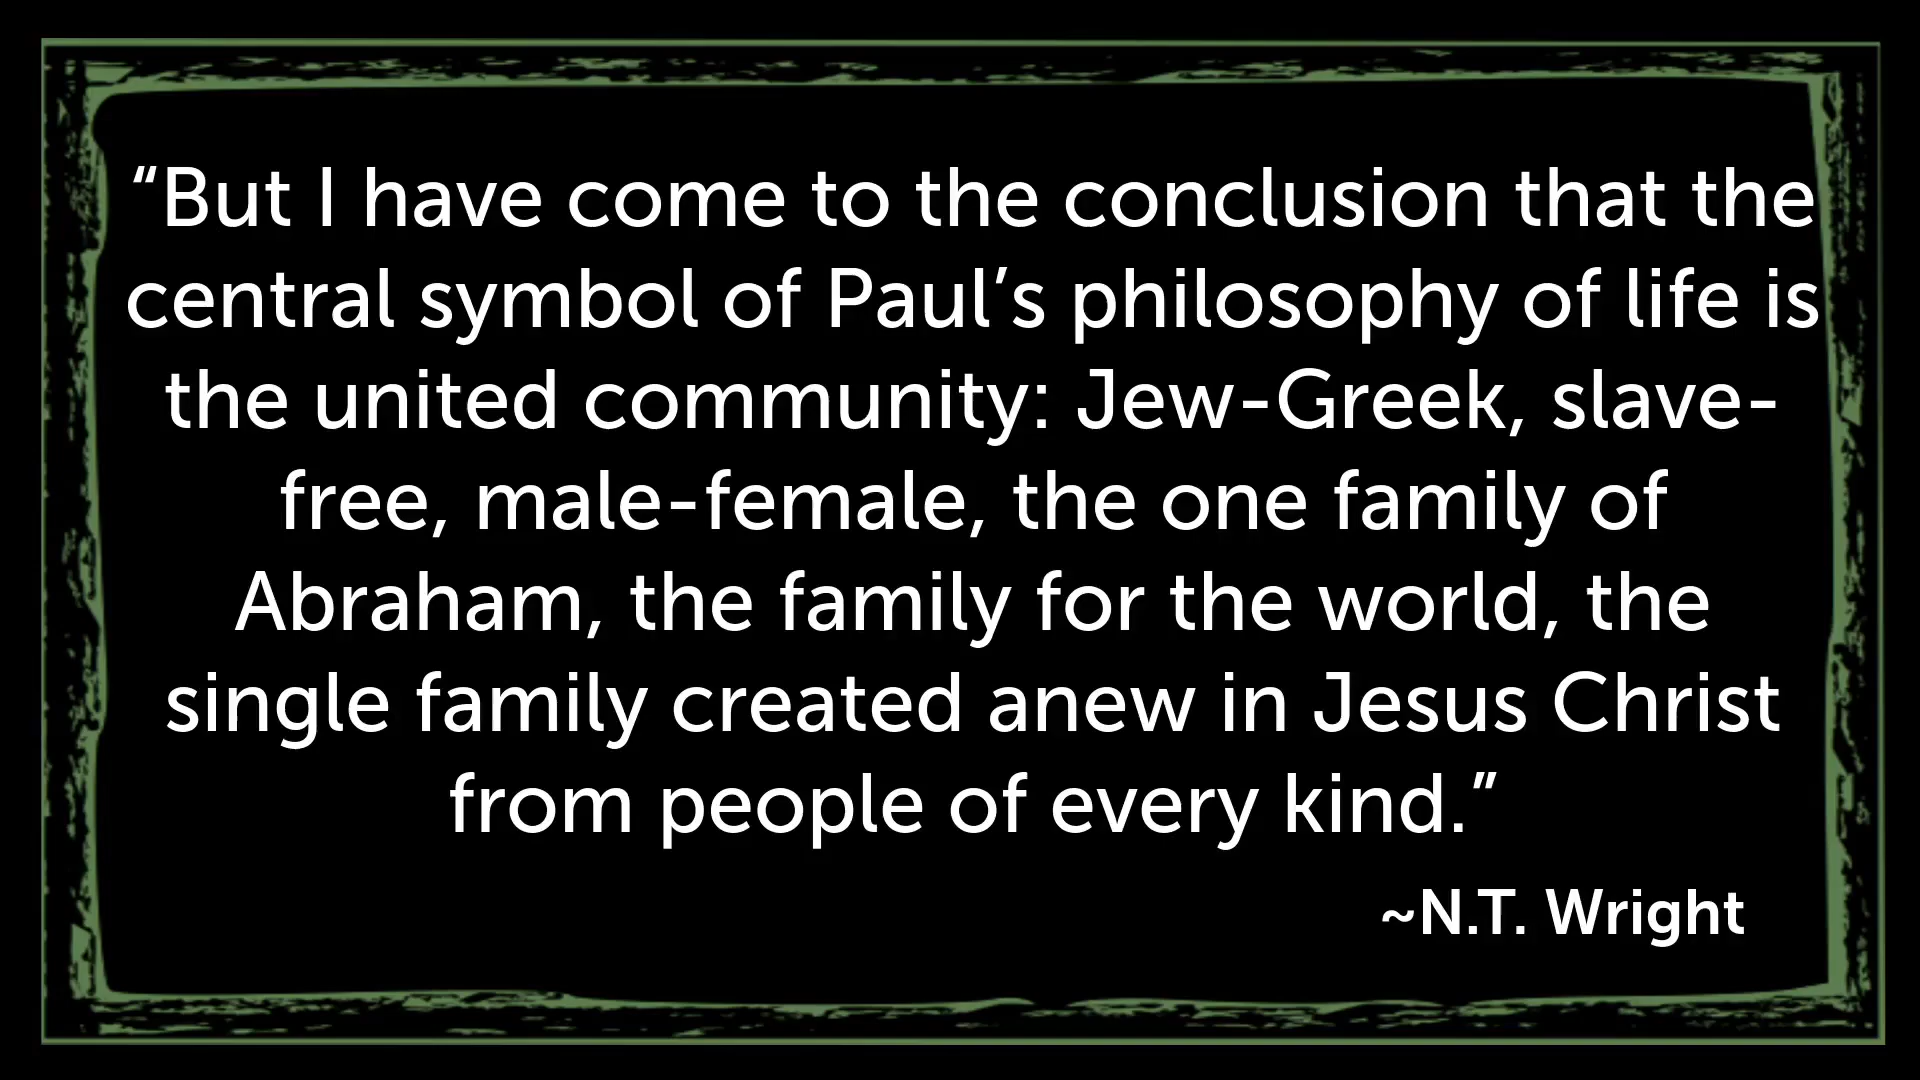 “But I have come to the conclusion that the
central symbol of Paul’s philosophy of life is
the united community: Jew-Greek, slave-
free, male-female, the one family of
Abraham, the family for the world, the
single family created anew in Jesus Christ
from people of every kind.”
~N.T. Wright